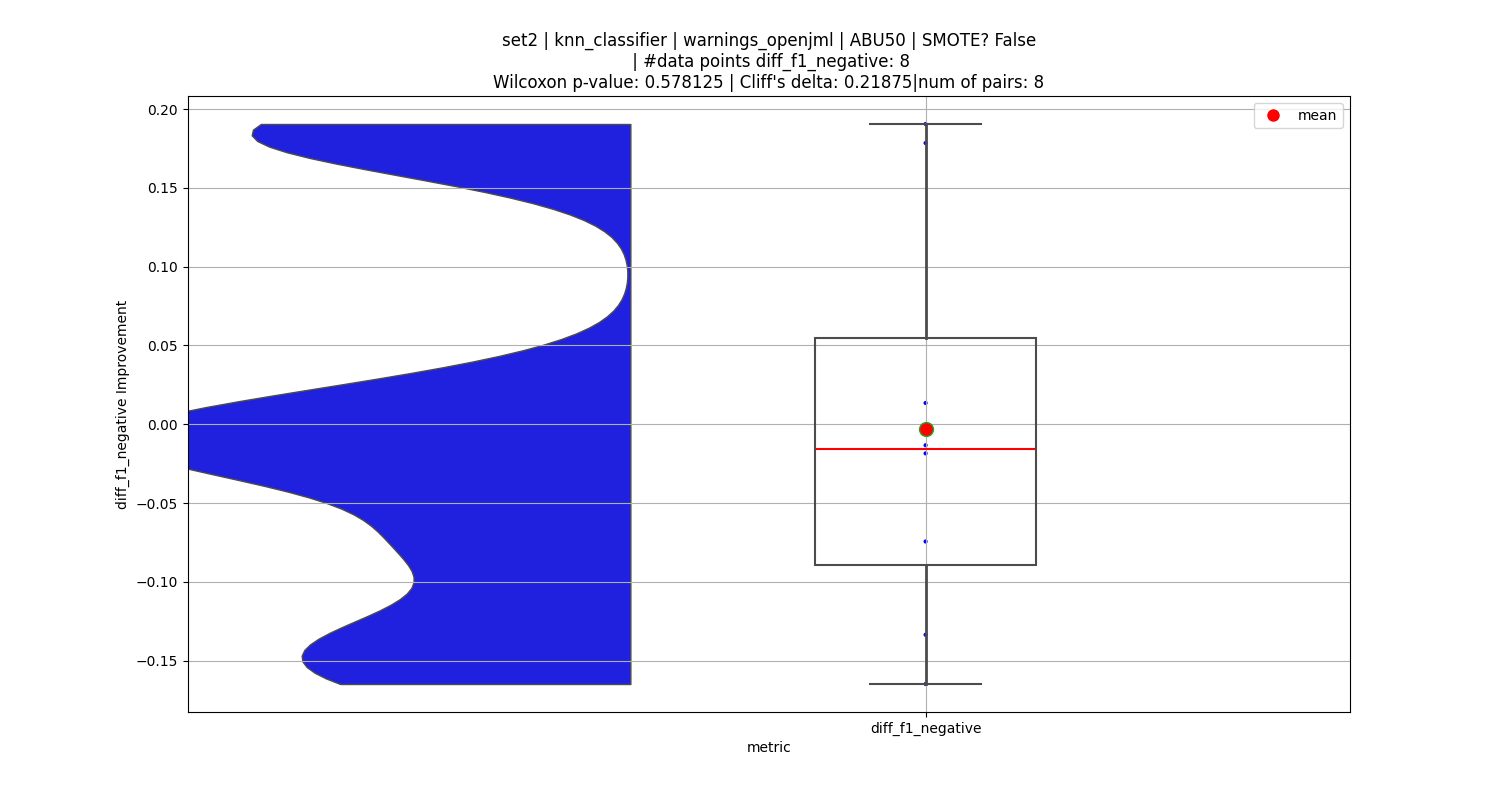 set2 | knn_classifier | warnings_openjml | ABU50 | SMOTE? False
| #data points diff_f1_negative: 8
Wilcoxon p-value: 0.578125 | Cliff's delta: 0.21875|num of pairs: 8
mean
0.20
0.15
0.10
0.05
0.00
−0.05
−0.10
−0.15
diff_f1_negative Improvement
diff_f1_negative
metric